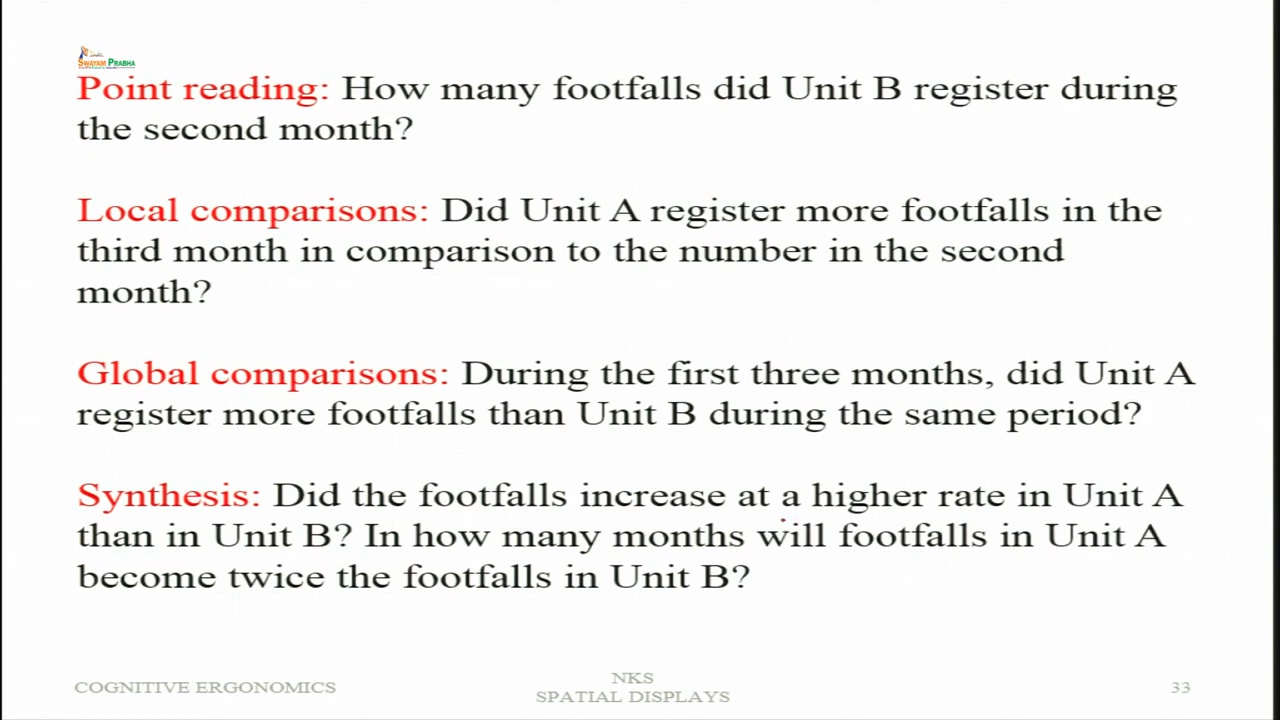 SWAYAM PRABHA
Point reading: How many footfalls did Unit B register during
the second month?
Local comparisons: Did Unit A register more footfalls in the
third month in comparison to the number in the second
month?
Global comparisons: During the first three months, did Unit A
register more footfalls than Unit B during the same period?
Synthesis: Did the footfalls increase at a higher rate in Unit A
than in Unit B? In how many months will footfalls in Unit A
become twice the footfalls in Unit B?
COGNITIVE ERGONOMICS
NKS
SPATIAL DISPLAYS
33